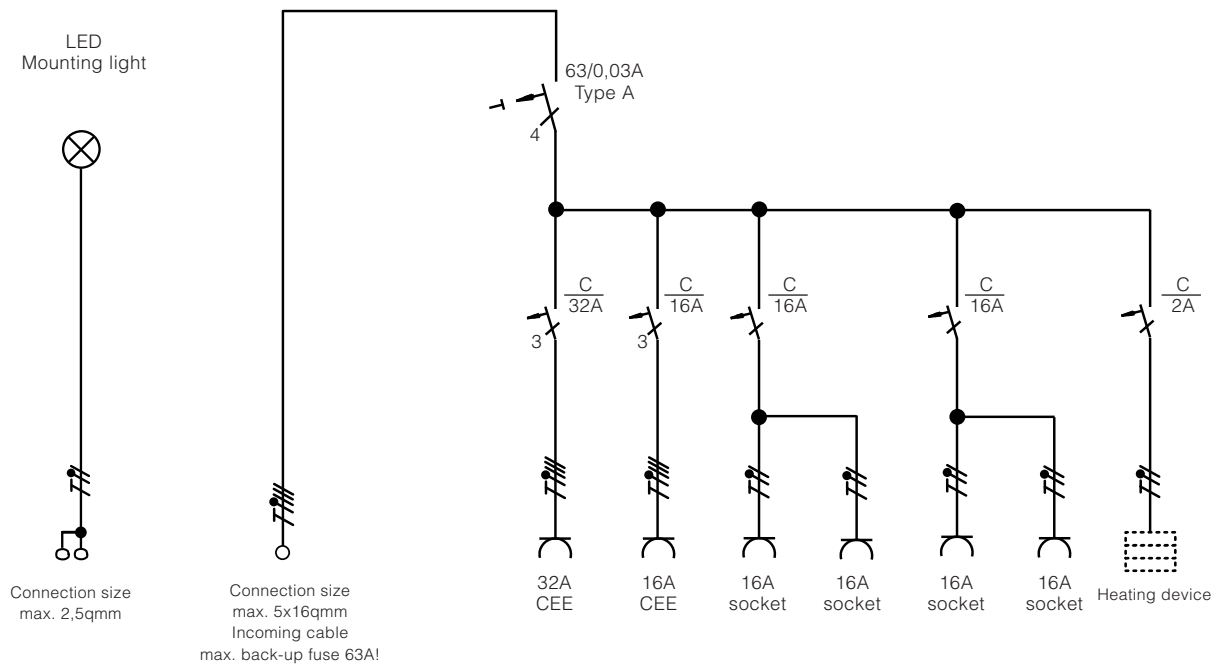 LED
Mounting light
63/0,03A
Type A
4
C
32A
3
C
16A
3
C
16A
C
16A
C
2A
Connection size
max. 2,5qmm
Connection size
max. 5x16qmm
Incoming cable
max. back-up fuse 63A!
32A
CEE
16A
CEE
16A
socket
16A
socket
16A
socket
16A
socket
Heating device